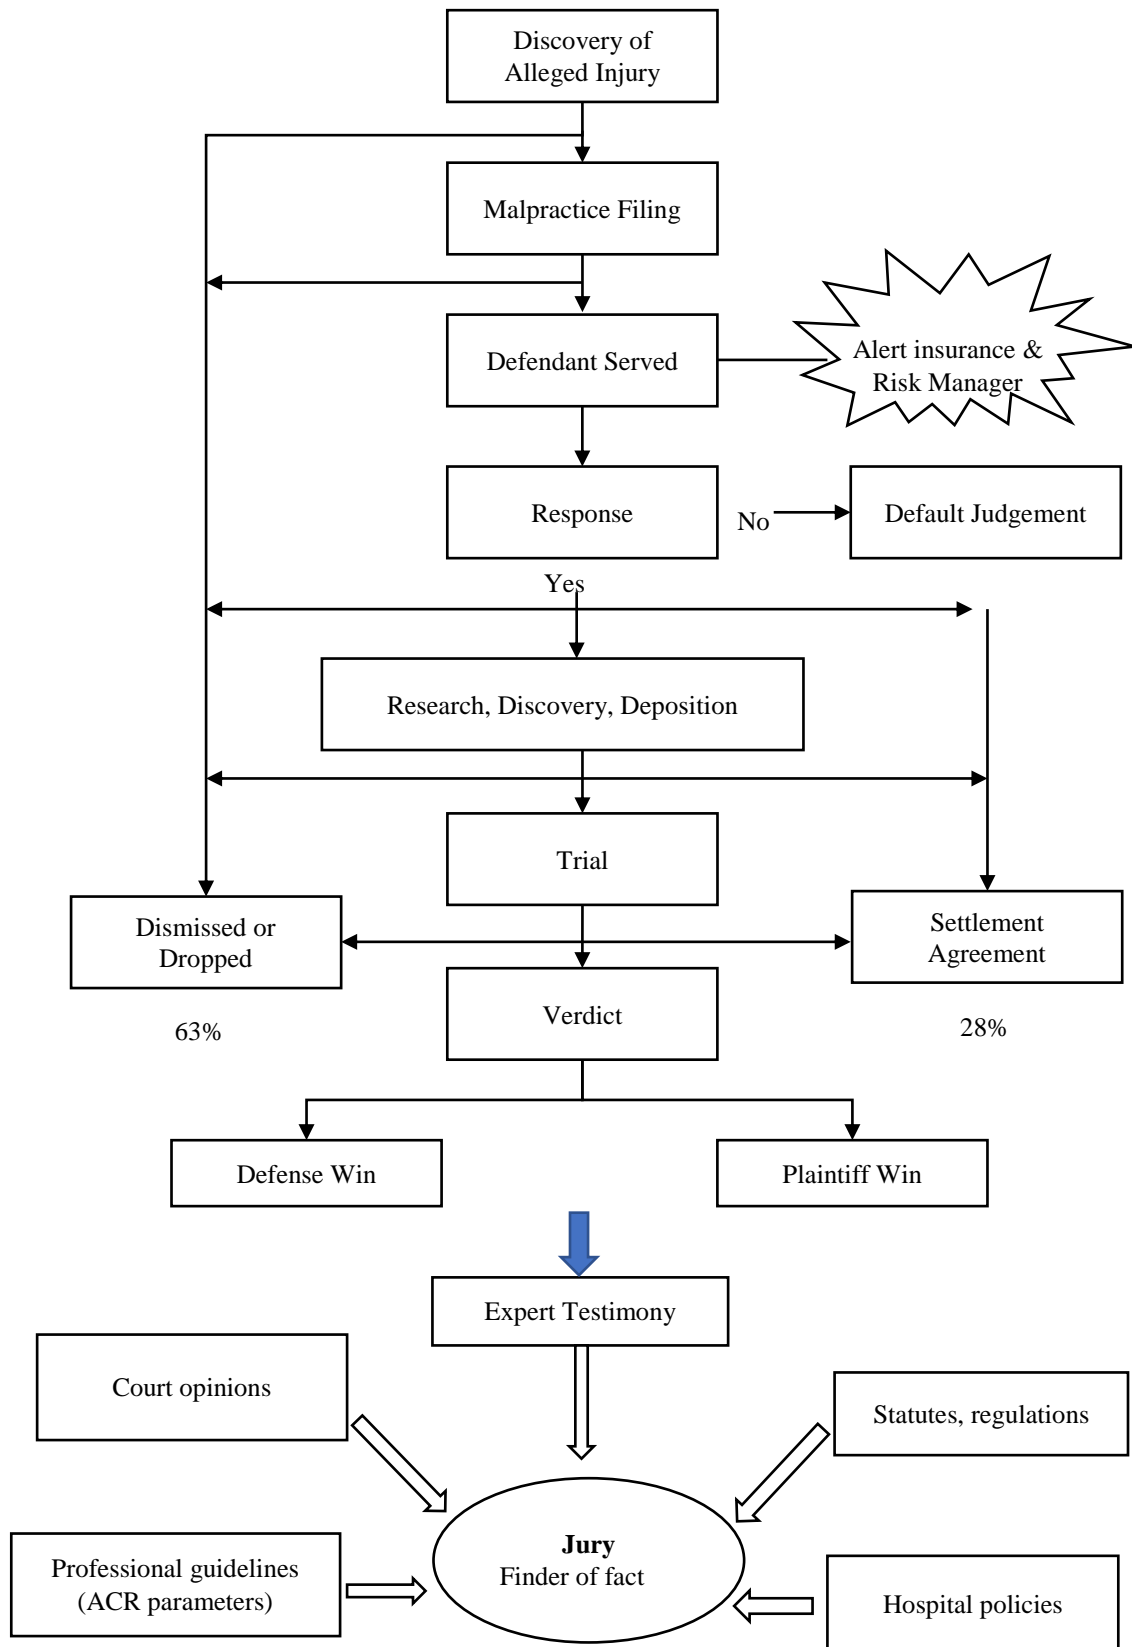 Discovery of
Alleged Injury
Malpractice Filing
Defendant Served
Alert insurance &
Risk Manager
Response
No
Default Judgement
Yes
Research, Discovery, Deposition
Trial
Dismissed or
Dropped
Settlement
Agreement
63%
Verdict
28%
Defense Win
Plaintiff Win
Expert Testimony
Court opinions
Statutes, regulations
Jury
Finder of fact
Professional guidelines
(ACR parameters)
Hospital policies